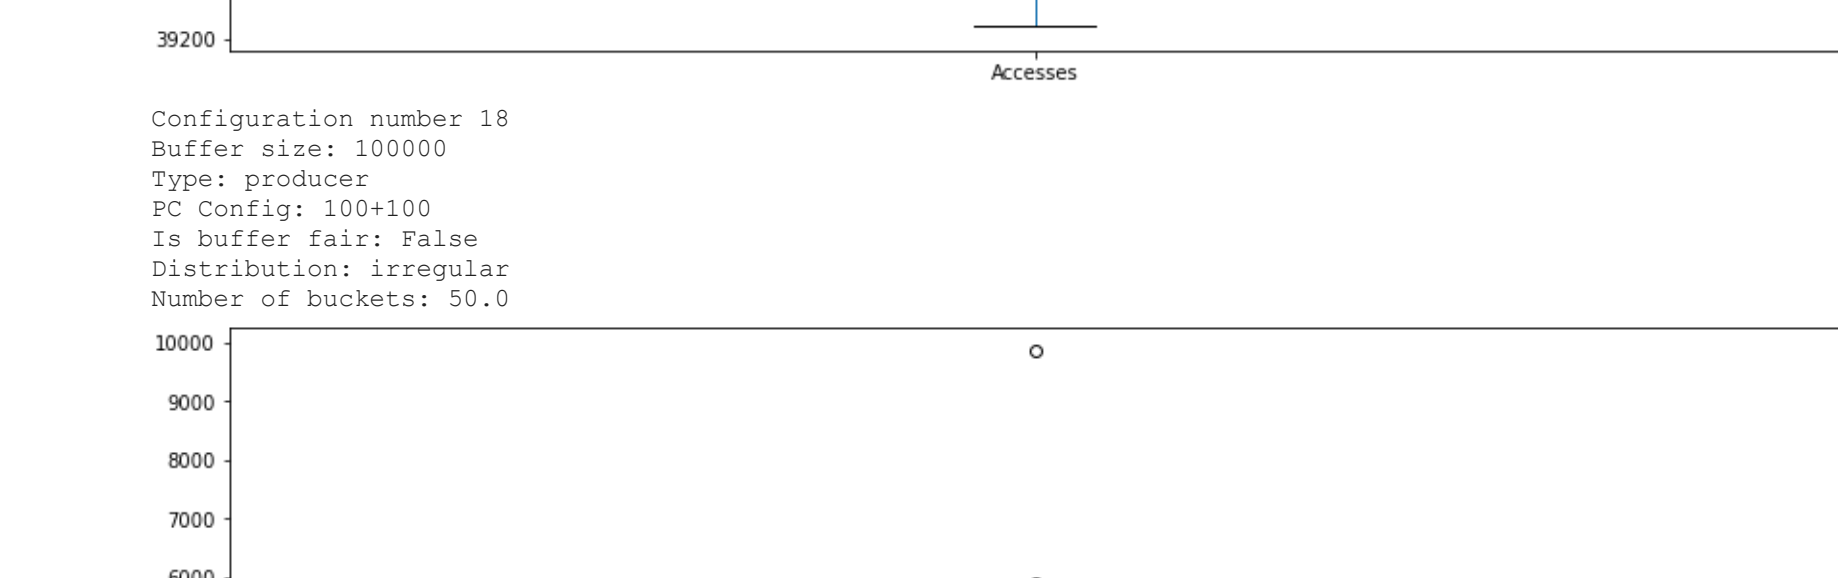 39200
Accesses
Configuration number 18
Buffer size: 100000
Type: producer
PC Config: 100+100
Is buffer fair: False
Distribution: irregular
Number of buckets: 50.0
10000
9000
8000
7000
6000